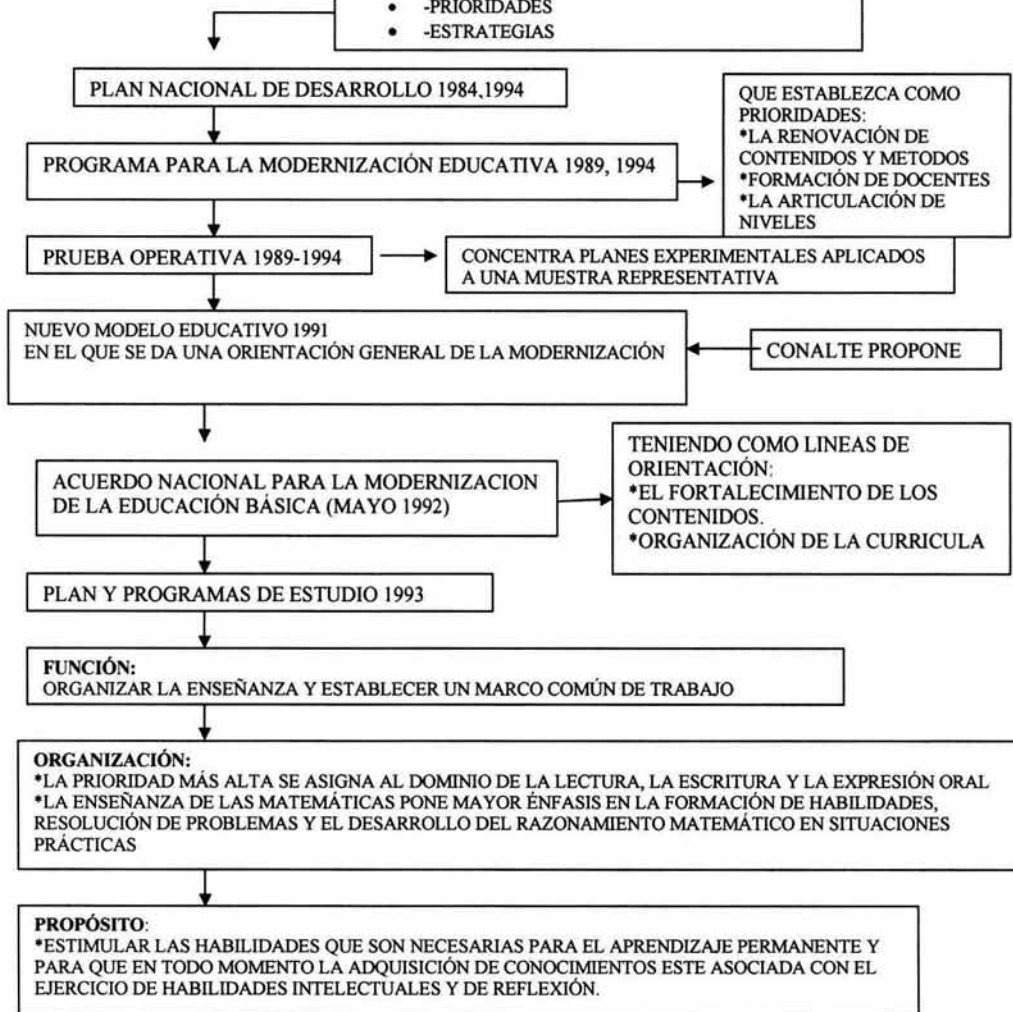 • -PRIORIDADES
• -ESTRATEGIAS
PLAN NACIONAL DE DESARROLLO 1984,1994
PROGRAMA PARA LA MODERNIZACIÓN EDUCATIVA 1989, 1994
QUE ESTABLEZCA COMO
PRIORIDADES:
*LA RENOVACIÓN DE
CONTENIDOS Y METODOS
*FORMACIÓN DE DOCENTES
*LA ARTICULACIÓN DE
NIVELES
PRUEBA OPERATIVA 1989-1994
CONCENTRA PLANES EXPERIMENTALES APLICADOS
A UNA MUESTRA REPRESENTATIVA
NUEVO MODELO EDUCATIVO 1991
EN EL QUE SE DA UNA ORIENTACIÓN GENERAL DE LA MODERNIZACIÓN
CONALTE PROPONE
ACUERDO NACIONAL PARA LA MODERNIZACION
DE LA EDUCACIÓN BÁSICA (MAYO 1992)
TENIENDO COMO LINEAS DE
ORIENTACIÓN:
*EL FORTALECIMIENTO DE LOS
CONTENIDOS.
*ORGANIZACIÓN DE LA CURRICULA
PLAN Y PROGRAMAS DE ESTUDIO 1993
FUNCIÓN:
ORGANIZAR LA ENSEÑANZA Y ESTABLECER UN MARCO COMÚN DE TRABAJO
ORGANIZACIÓN:
*LA PRIORIDAD MÁS ALTA SE ASIGNA AL DOMINIO DE LA LECTURA, LA ESCRITURA Y LA EXPRESIÓN ORAL
*LA ENSEÑANZA DE LAS MATEMÁTICAS PONE MAYOR ÉNFASIS EN LA FORMACIÓN DE HABILIDADES,
RESOLUCIÓN DE PROBLEMAS Y EL DESARROLLO DEL RAZONAMIENTO MATEMÁTICO EN SITUACIONES
PRÁCTICAS
PROPÓSITO:
*ESTIMULAR LAS HABILIDADES QUE SON NECESARIAS PARA EL APRENDIZAJE PERMANENTE Y
PARA QUE EN TODO MOMENTO LA ADQUISICIÓN DE CONOCIMIENTOS ESTE ASOCIADA CON EL
EJERCICIO DE HABILIDADES INTELECTUALES Y DE REFLEXIÓN.